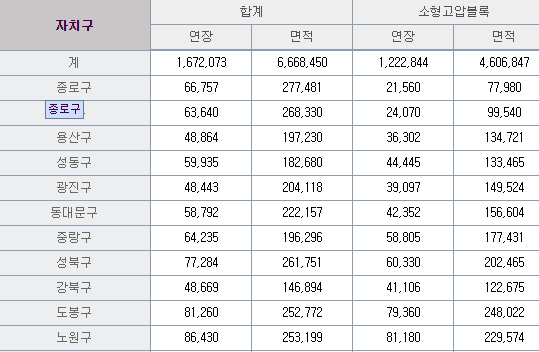 자치구 합계 소형고압블록
연장 면적 연장 면적
계 1,672,073 6,668,450 1,222,844 4,606,847
종로구 66,757 277,481 21,560 77,980
종로구 63,640 268,330 24,070 99,540
용산구 48,864 197,230 36,302 134,721
성동구 59,935 182,680 44,445 133,465
광진구 48,443 204,118 39,097 149,524
동대문구 58,792 222,157 42,352 156,604
중랑구 64,235 196,296 58,805 177,431
성북구 77,284 261,751 60,330 202,465
강북구 48,669 146,894 41,106 122,675
도봉구 81,260 252,772 79,360 248,022
노원구 86,430 253,199 81,180 229,574